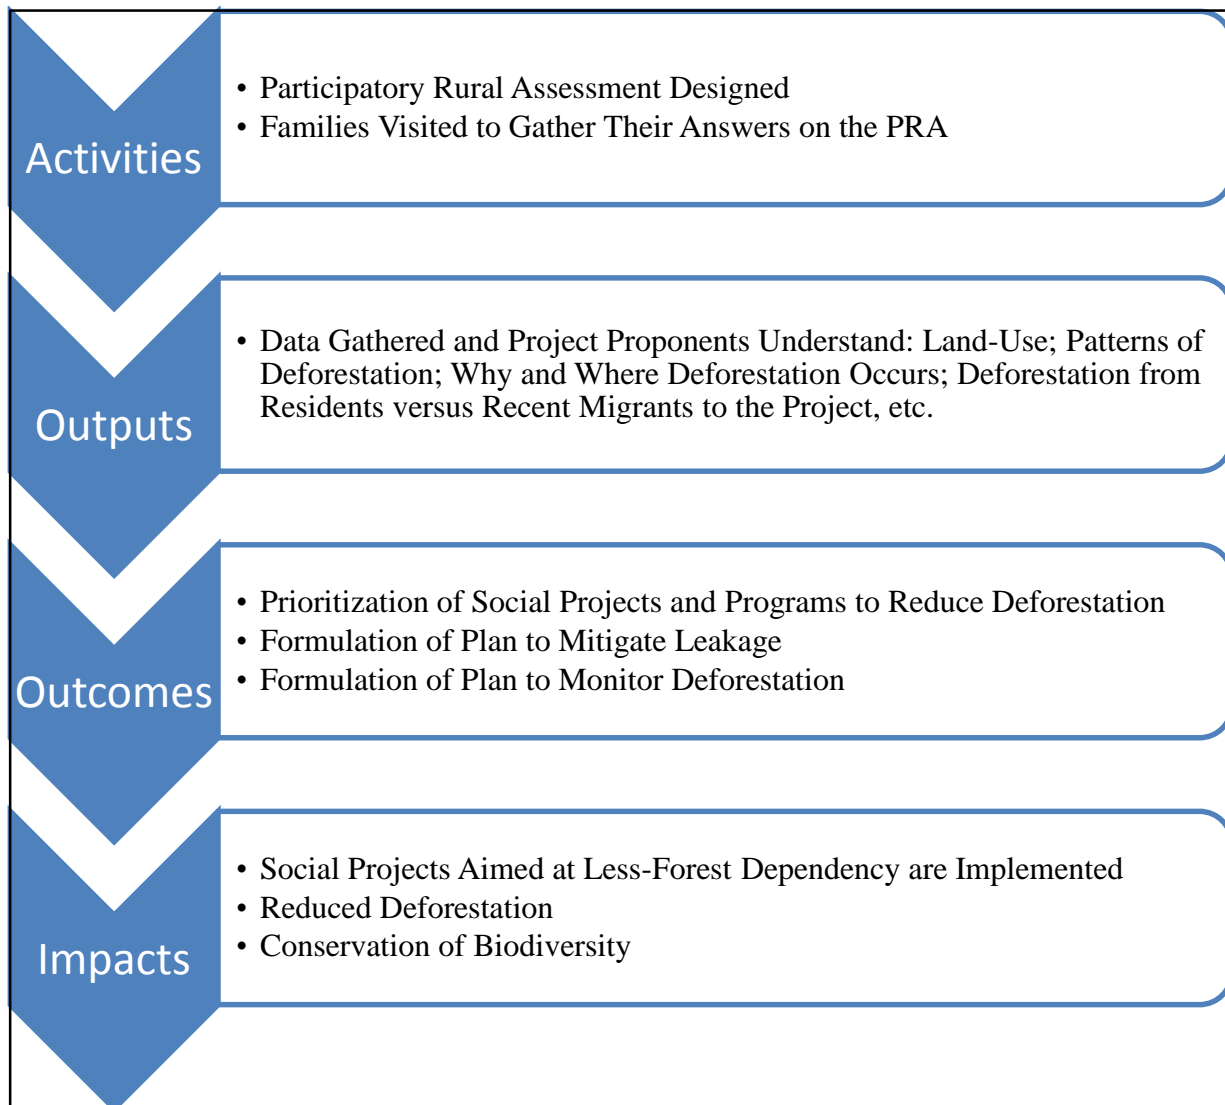 Activities
• Participatory Rural Assessment Designed
• Families Visited to Gather Their Answers on the PRA
Outputs
• Data Gathered and Project Proponents Understand: Land-Use; Patterns of
Deforestation; Why and Where Deforestation Occurs; Deforestation from
Residents versus Recent Migrants to the Project, etc.
Outcomes
• Prioritization of Social Projects and Programs to Reduce Deforestation
• Formulation of Plan to Mitigate Leakage
• Formulation of Plan to Monitor Deforestation
Impacts
• Social Projects Aimed at Less-Forest Dependency are Implemented
• Reduced Deforestation
• Conservation of Biodiversity